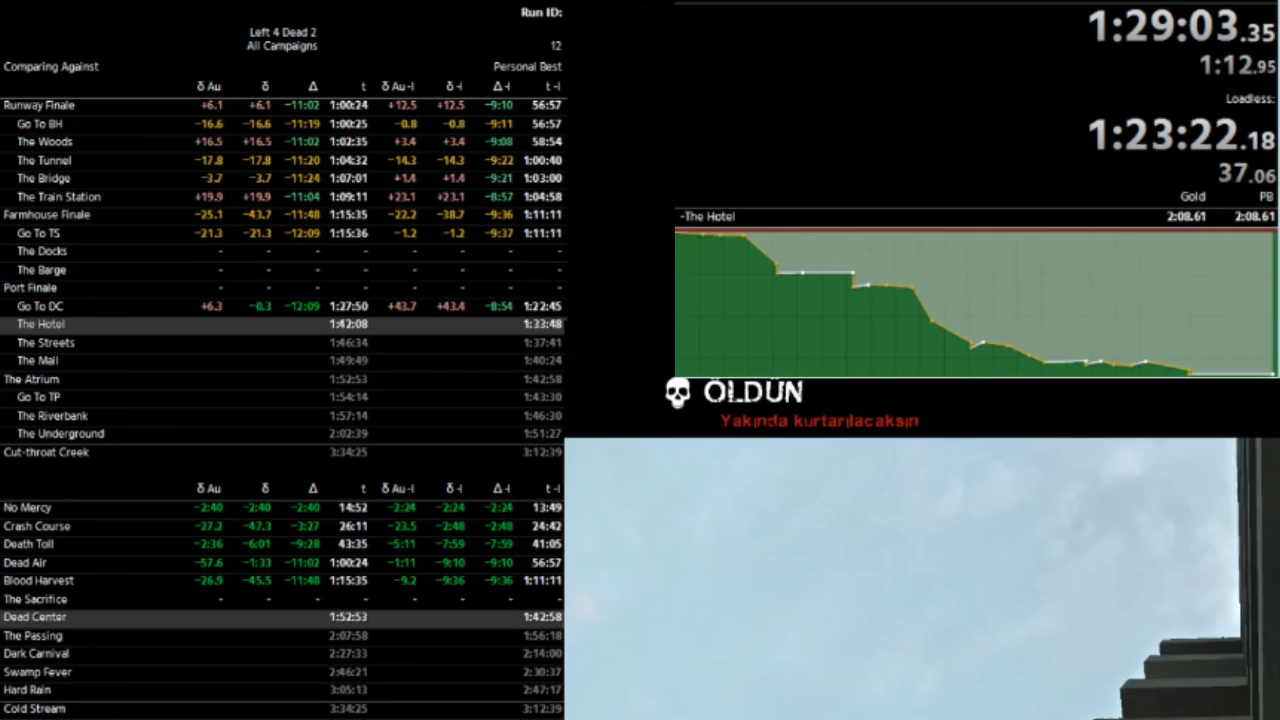 Run ID:
Left 4 Dead 2
All Campaigns
12
Comparing Against Personal Best
δ Au δ Δ t δ Au -I δ -I Δ -I t -I
Runway Finale +6.1 +6.1 −11:02 1:00:24 +12.5 +12.5 −9:10 56:57
Go To BH −16.6 −16.6 −11:19 1:00:25 −0.8 −0.8 −9:11 56:57
The Woods +16.5 +16.5 −11:02 1:02:35 +3.4 +3.4 −9:08 58:54
The Tunnel −17.8 −17.8 −11:20 1:04:32 −14.3 −14.3 −9:22 1:00:40
The Bridge −3.7 −3.7 −11:24 1:07:01 +1.4 +1.4 −9:21 1:03:00
The Train Station +19.9 +19.9 −11:04 1:09:11 +23.1 +23.1 −8:57 1:04:58
Farmhouse Finale −25.1 −43.7 −11:48 1:15:35 −22.2 −38.7 −9:36 1:11:11
Go To TS −21.3 −21.3 −12:09 1:15:36 −1.2 −1.2 −9:37 1:11:11
The Docks - - - - - - - -
The Barge - - - - - - - -
Port Finale - - - - - - - -
Go To DC +6.3 −0.3 −12:09 1:27:50 +43.7 +43.4 −8:54 1:22:45
The Hotel 1:42:08 1:33:48
The Streets 1:46:34 1:37:41
The Mall 1:49:49 1:40:24
The Atrium 1:52:53 1:42:58
Go To TP 1:54:14 1:43:30
The Riverbank 1:57:14 1:46:30
The Underground 2:02:39 1:51:27
Cut-throat Creek 3:34:25 3:12:39
δ Au δ Δ t δ Au -I δ -I Δ -I t -I
No Mercy −2:40 −2:40 −2:40 14:52 −2:24 −2:24 −2:24 13:49
Crash Course −27.2 −47.3 −3:27 26:11 −23.5 −2:48 −2:48 24:42
Death Toll −2:36 −6:01 −9:28 43:35 −5:11 −7:59 −7:59 41:05
Dead Air −57.6 −1:33 −11:02 1:00:24 −1:11 −9:10 −9:10 56:57
Blood Harvest −26.9 −45.5 −11:48 1:15:35 −9.2 −9:36 −9:36 1:11:11
The Sacrifice - - - - - - - -
Dead Center 1:52:53 1:42:58
The Passing 2:07:58 1:56:18
Dark Carnival 2:27:33 2:14:00
Swamp Fever 2:46:21 2:30:37
Hard Rain 3:05:13 2:47:17
Cold Stream 3:34:25 3:12:39
1:29:03.35
1:12.95
Loadless:
1:23:22.18
37.06
Gold PB
-The Hotel 2:08.61 2:08.61
ÖLDÜN
Yakında kurtarılacaksın